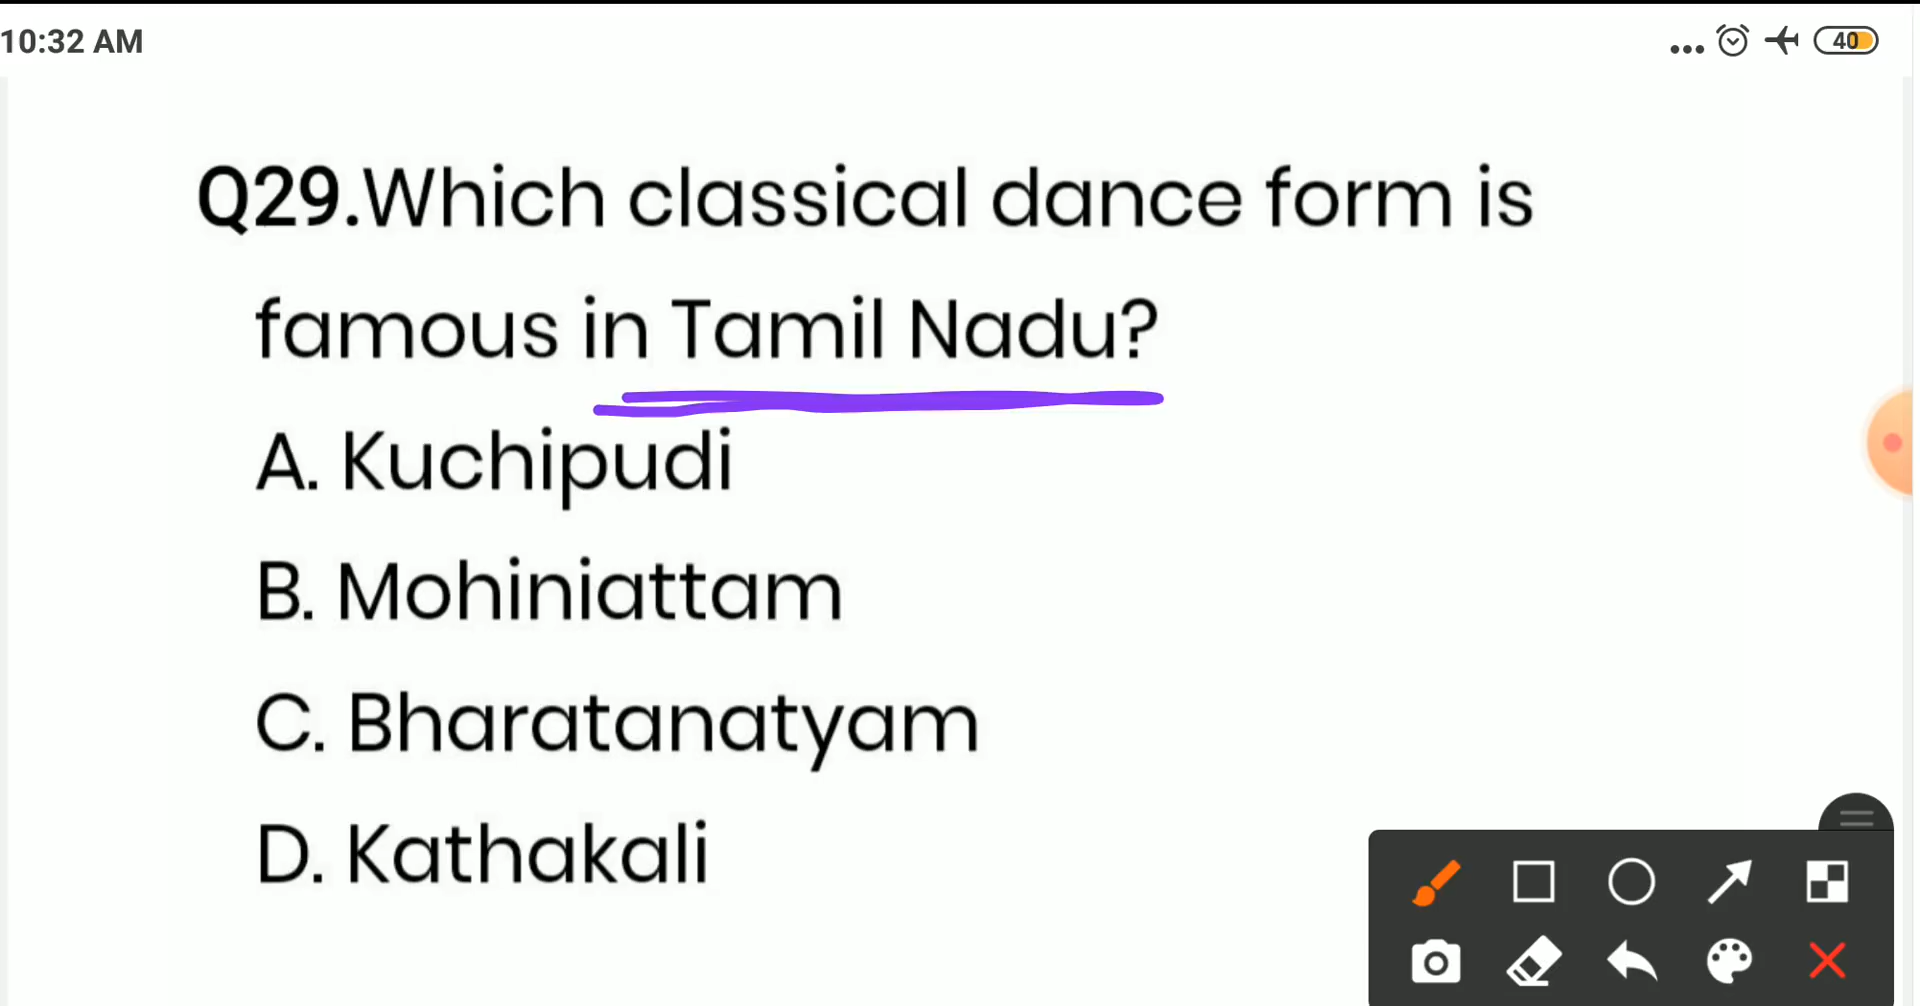 10:32 AM
40
Q29.Which classical dance form is
famous in Tamil Nadu?
A. Kuchipudi
B. Mohiniattam
C. Bharatanatyam
D. Kathakali